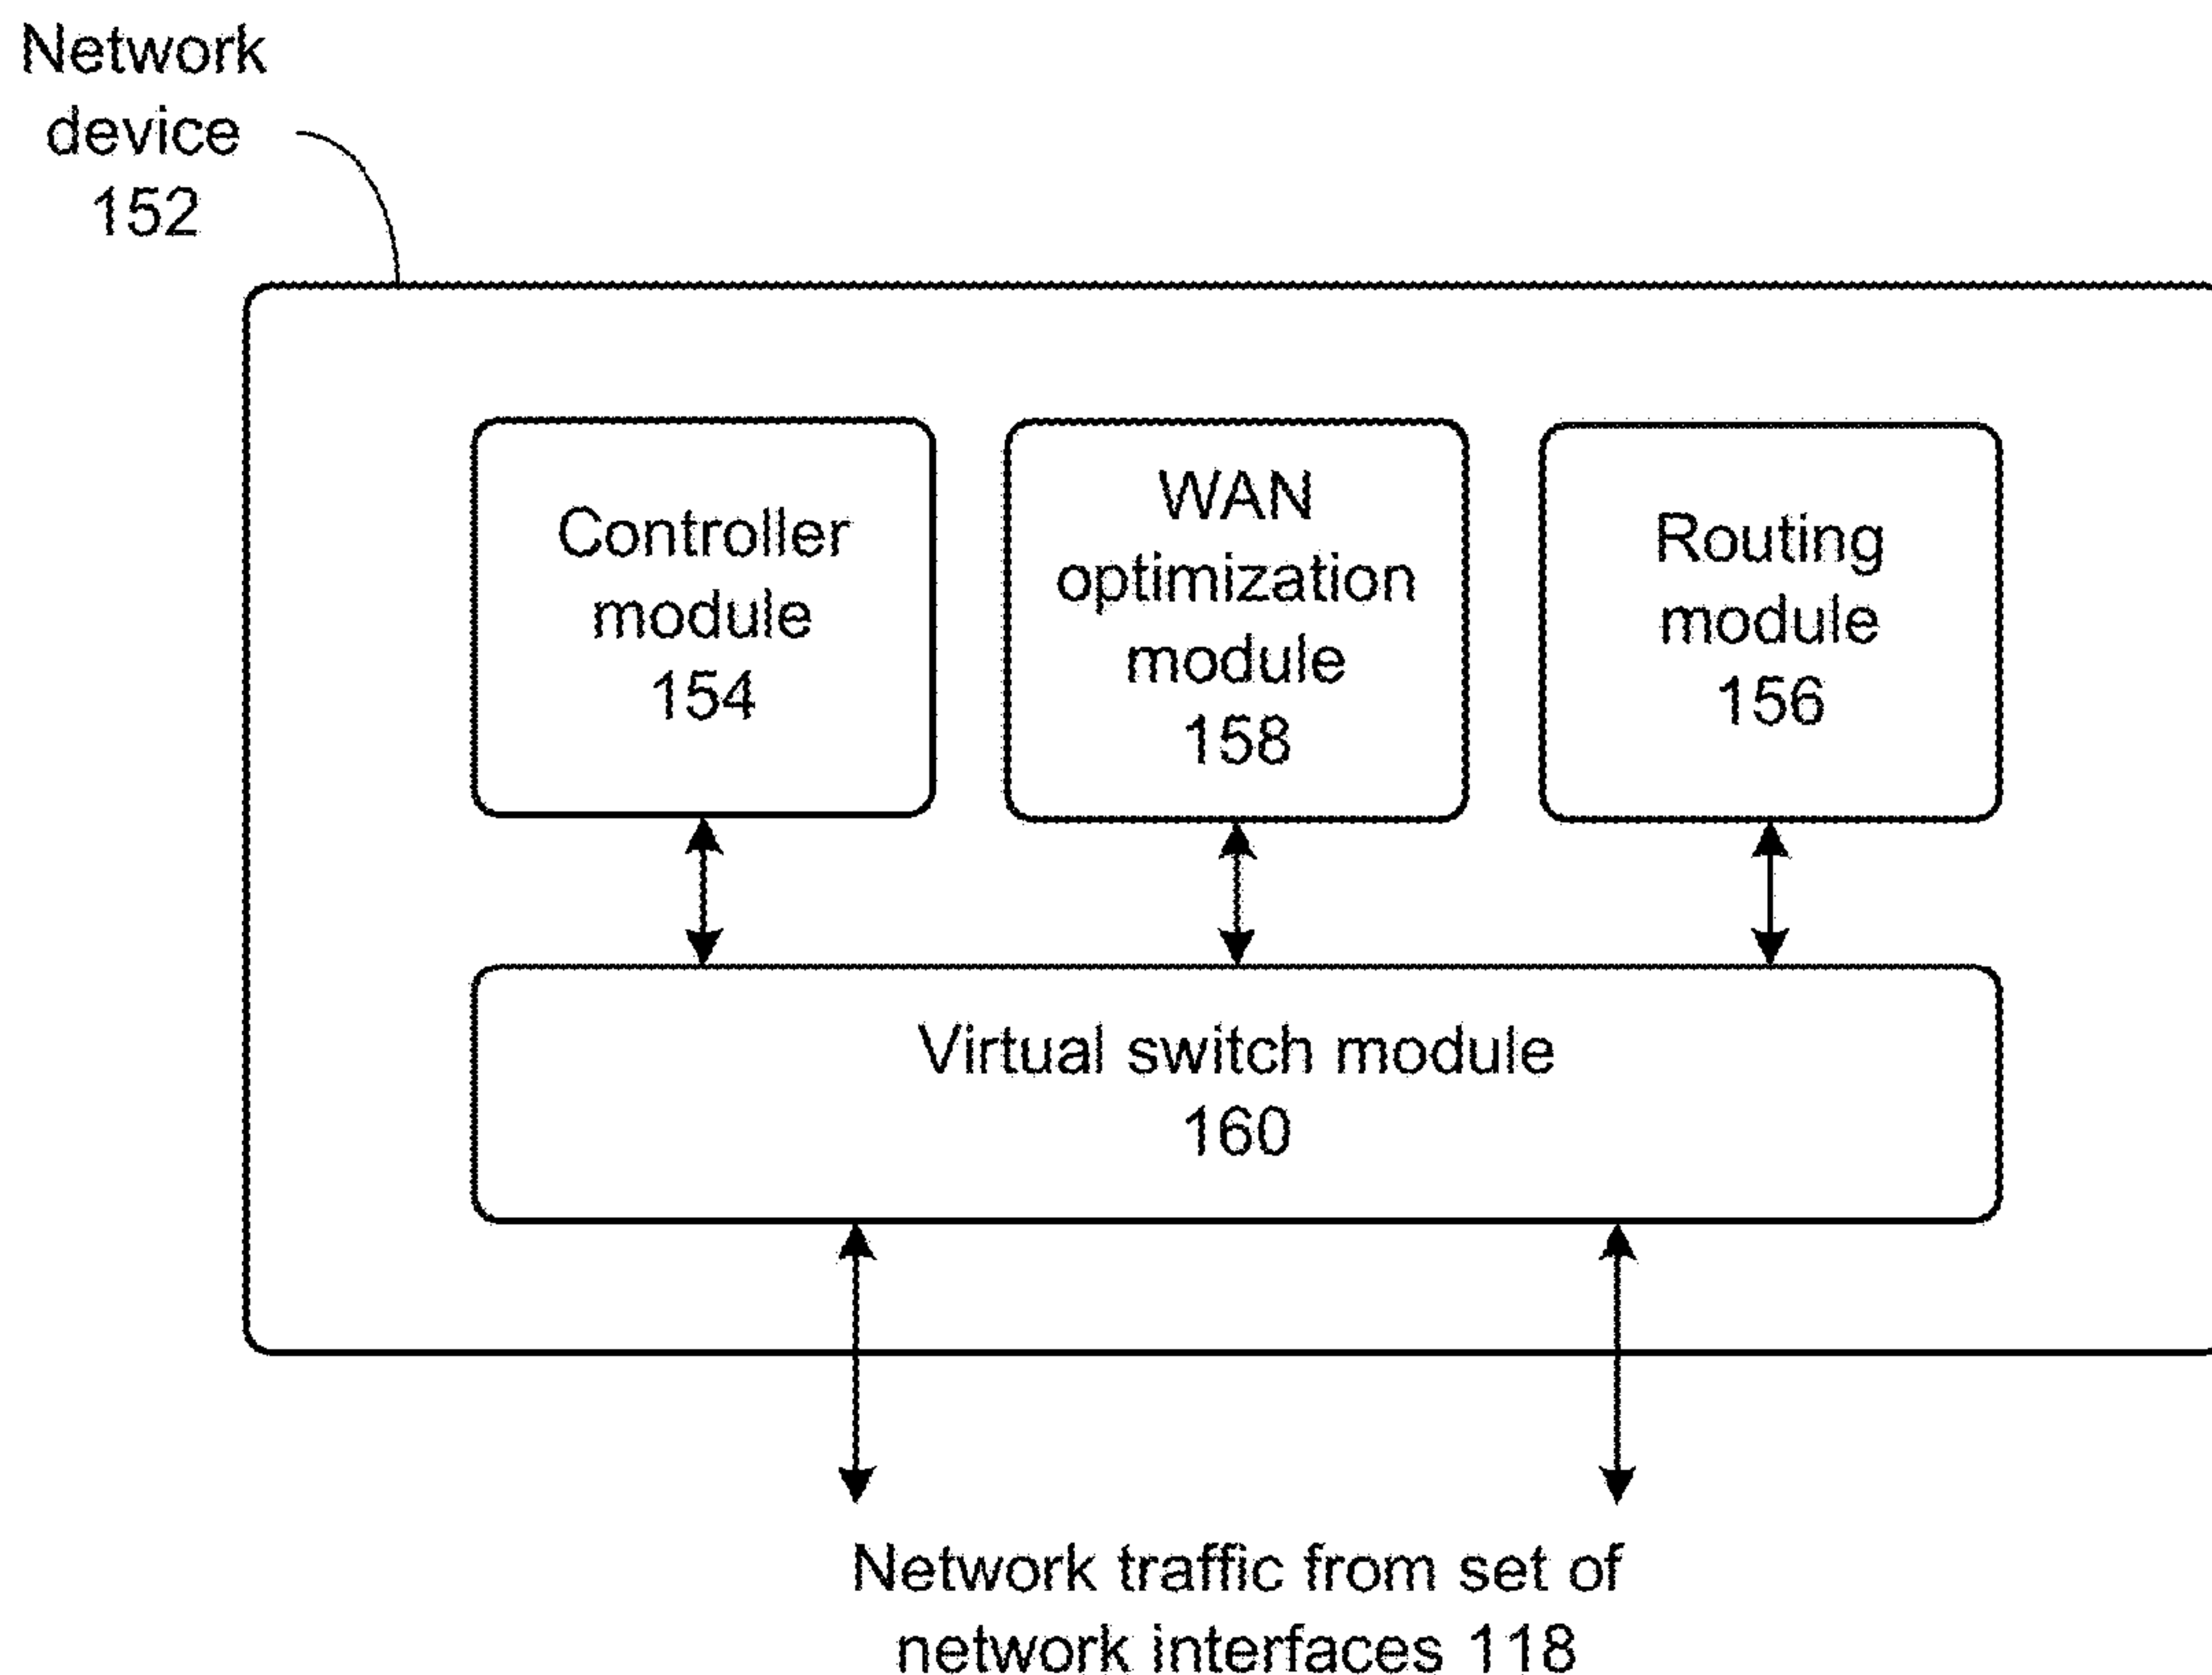 Network
device
152
Controller
module
154
WAN
optimization
module
158
Routing
module
156
Virtual switch module
160
Network traffic from set of
network interfaces 118